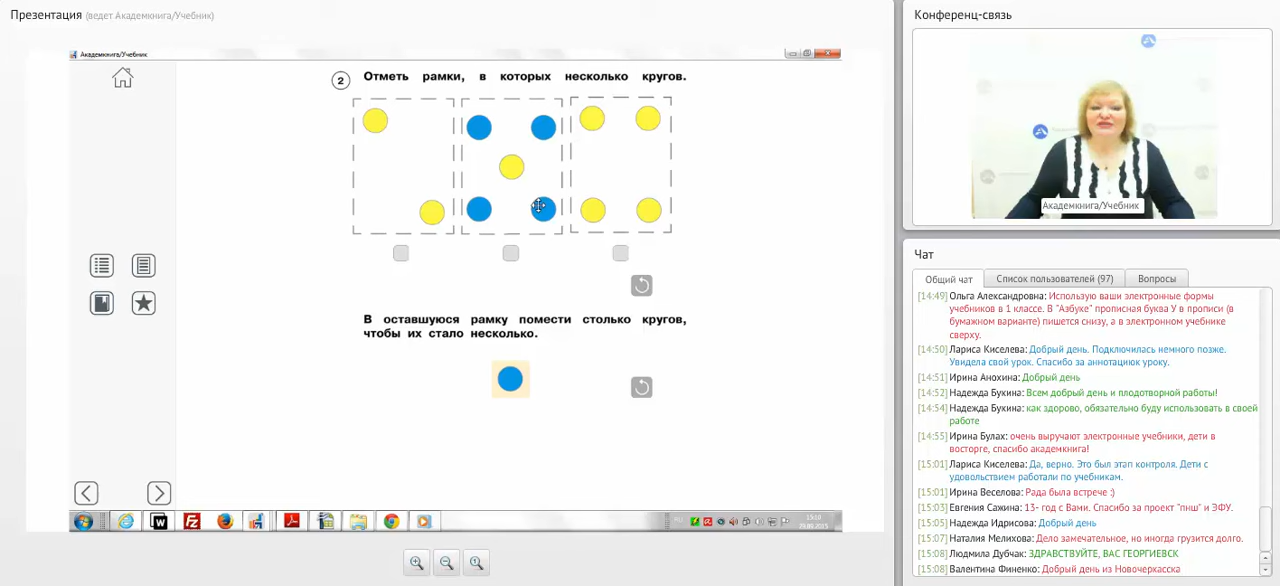 Презентация (ведет Академкнига/Учебник)
Академкнига/Учебник
2
Отметь рамки, в которых несколько кругов.
В оставшуюся рамку помести столько кругов,
чтобы их стало несколько.
13:10
Конференц-связь
Академкнига/Учебник
Чат
Общий чат
Список пользователей (97)
Вопросы
[14:49] Ольга Александровна: Использую ваши электронные формы
учебников в 1 классе. В "Азбуке" прописная буква У в прописи (в
бумажном варианте) пишется снизу, а в электронном учебнике
сверху.
[14:50] Лариса Киселева: Добрый день. Подключилась немного позже.
Увидела свой урок. Спасибо за аннотациюк уроку.
[14:51] Ирина Анохина: Добрый день
[14:52] Надежда Букина: Всем добрый день и плодотворной работы!
[14:54] Надежда Букина: как здорово, обязательно буду использовать в своей
работе
[14:55] Ирина Булах: очень выручают электронные учебники, дети в
восторге, спасибо академкнига!
[15:01] Лариса Киселева: Да, верно. Это был этап контроля. Дети с
удовольствием работали по учебникам.
[15:01] Ирина Веселова: Рада была встрече :)
[15:03] Евгения Сажина: 13- год с Вами. Спасибо за проект "пнш" и ЭФУ.
[15:05] Надежда Идрисова: Добрый день
[15:07] Наталия Мелихова: Дело замечательное, но иногда грузится долго.
[15:08] Людмила Дубчак: ЗДРАВСТВУЙТЕ, ВАС ГЕОРГИЕВСК
[15:08] Валентина Финенко: Добрый день из Новочеркасска